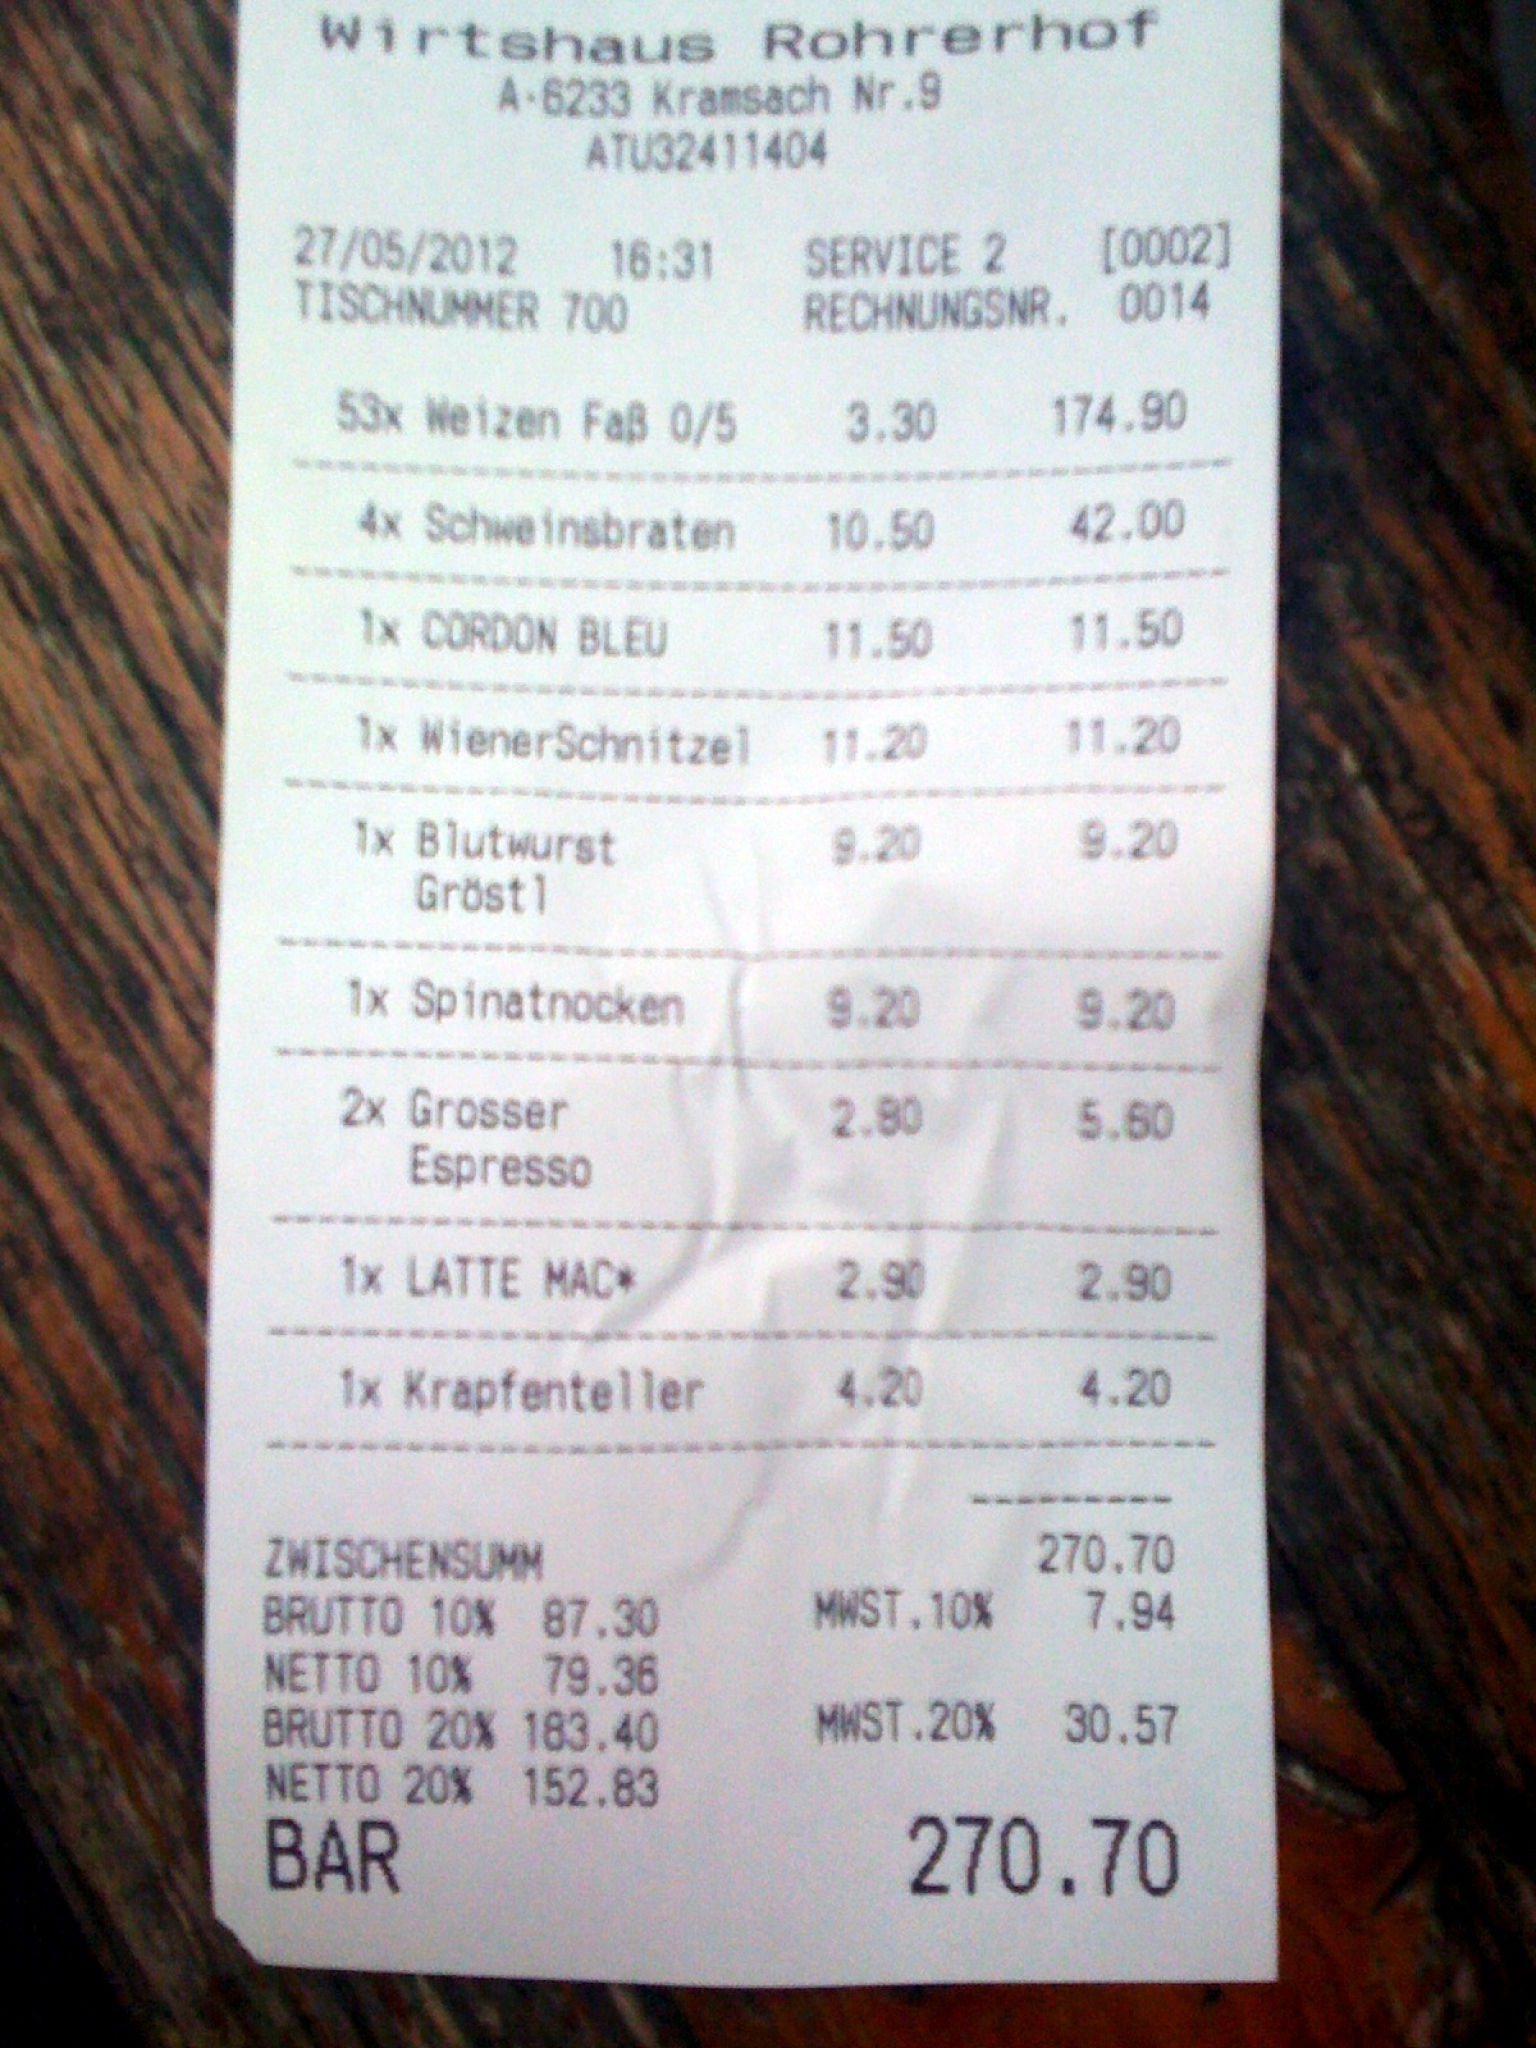 Wirtshaus Rohrerhof
A-6233 Kramsach Nr.9
ATU32411404
27/05/2012 16:31 SERVICE 2 [0002]
TISCHNUMMER 700 RECHNUNGSNR. 0014
53x Weizen Faß 0/5 3.30 174.90
4x Schweinsbraten 10.50 42.00
1x CORDON BLEU 11.50 11.50
1x WienerSchnitzel 11.20 11.20
1x Blutwurst 9.20 9.20
Gröstl
1x Spinatnocken 9.20 9.20
2x Grosser 2.80 5.60
Espresso
1x LATTE MAC* 2.90 2.90
1x Krapfenteller 4.20 4.20
ZWISCHENSUMM 270.70
BRUTTO 10% 87.30 MWST.10% 7.94
NETTO 10% 79.36
BRUTTO 20% 183.40 MWST.20% 30.57
NETTO 20% 152.83
BAR 270.70